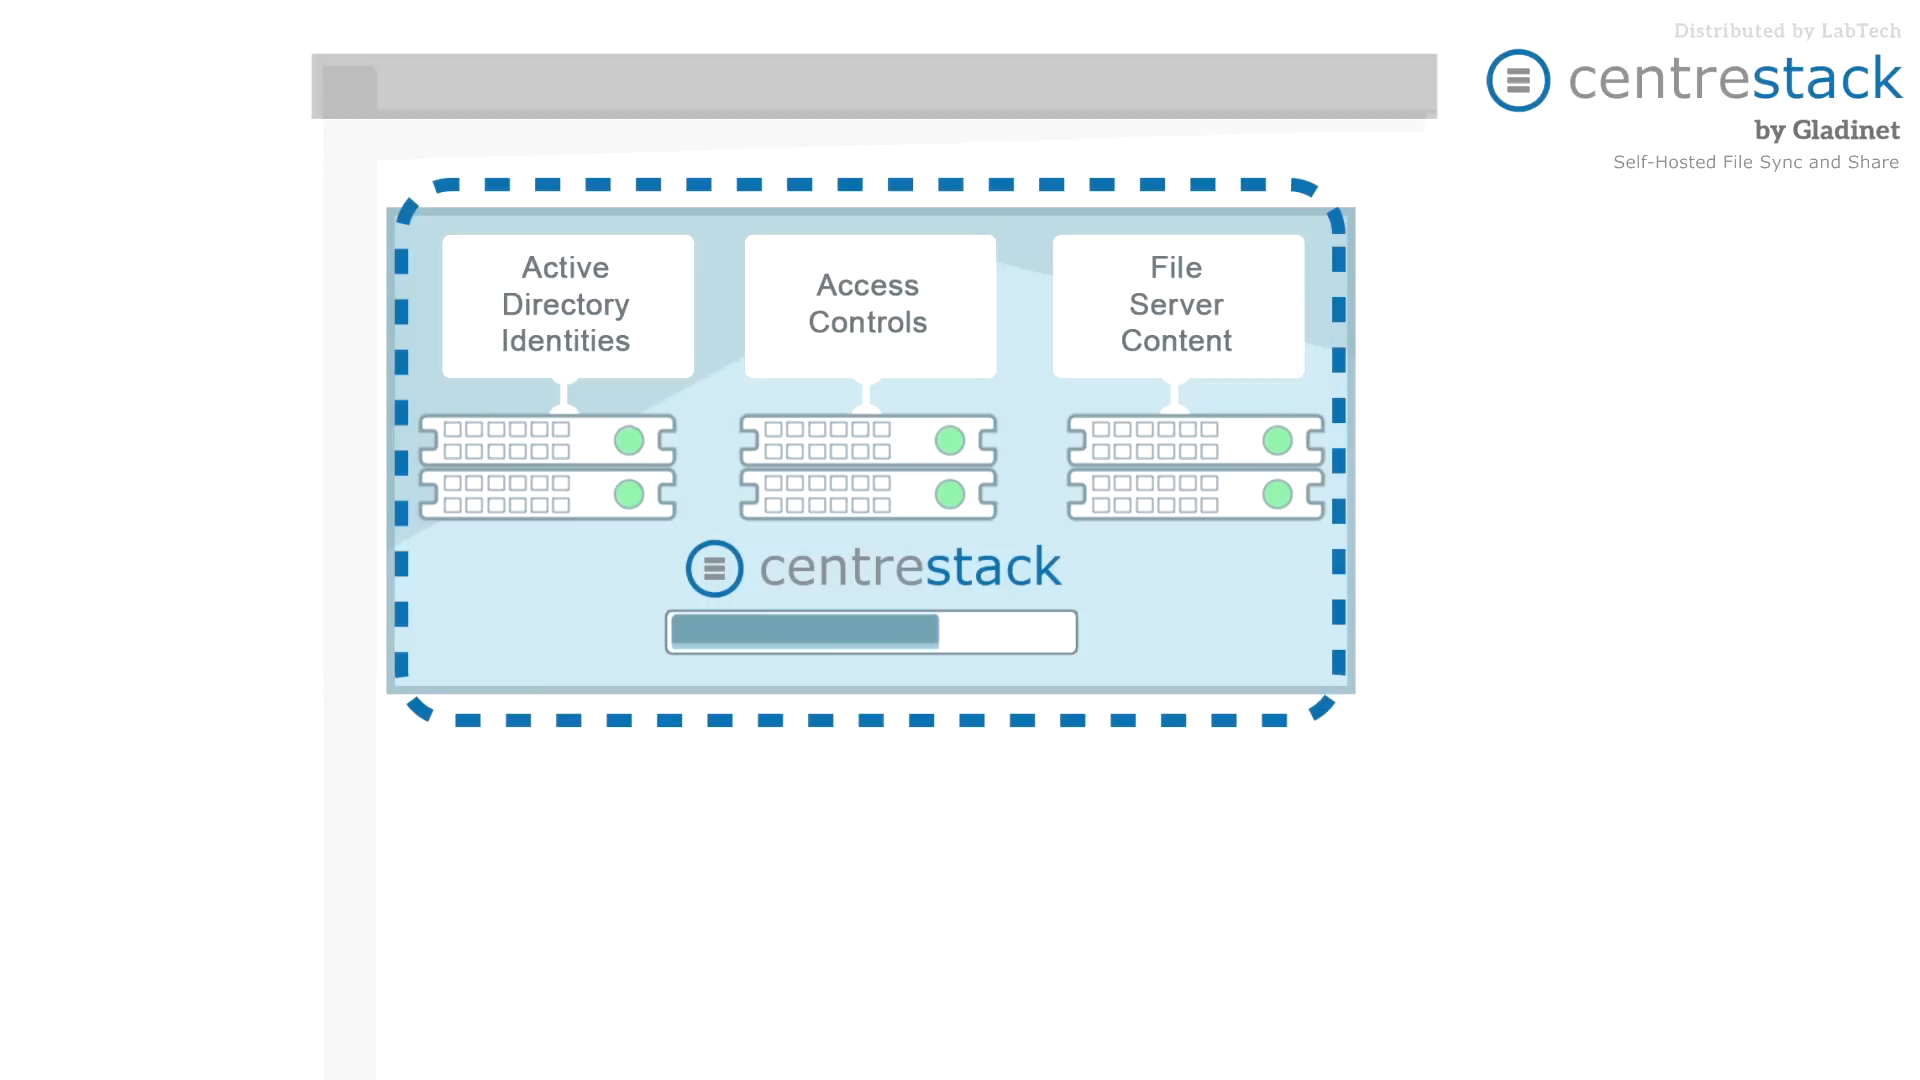 Distributed by LabTech
centrestack
by Gladinet
Self-Hosted File Sync and Share
Active
Directory
Identities
Access
Controls
File
Server
Content
centrestack